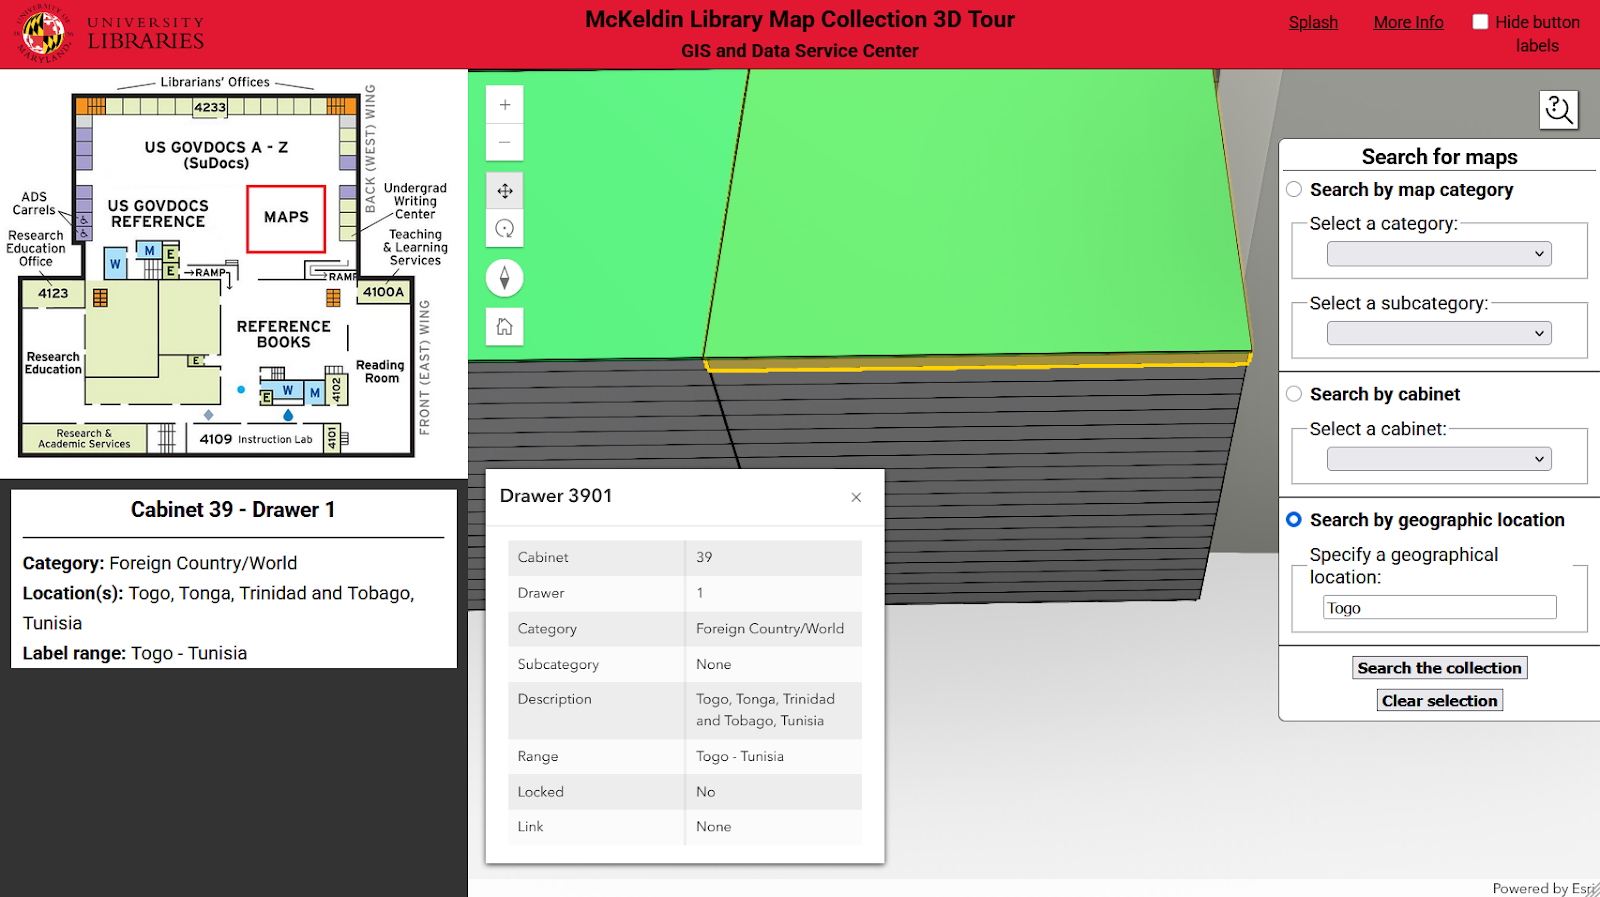 UNIVERSITY OF
MARYLAND
UNIVERSITY
LIBRARIES
McKeldin Library Map Collection 3D Tour
GIS and Data Service Center
Splash
More Info
Hide button
labels
Librarians' Offices
4233
US GOVDOCS A - Z
(SuDocs)
BACK (WEST) WING
ADS
Carrels
US GOVDOCS
REFERENCE
MAPS
Undergrad
Writing
Center
Research
Education
Office
Teaching
& Learning
Services
W
M
E
E
→RAMP
→RAMP
4123
4100A
REFERENCE
BOOKS
FRONT (EAST) WING
Research
Education
E
Reading
Room
W
M
E
4102
Research &
Academic Services
4109 Instruction Lab
4101
Cabinet 39 - Drawer 1
Category: Foreign Country/World
Location(s): Togo, Tonga, Trinidad and Tobago,
Tunisia
Label range: Togo - Tunisia
Drawer 3901
×
Cabinet 39
Drawer 1
Category Foreign Country/World
Subcategory None
Description Togo, Tonga, Trinidad
and Tobago, Tunisia
Range Togo - Tunisia
Locked No
Link None
Search for maps
Search by map category
Select a category:
Select a subcategory:
Search by cabinet
Select a cabinet:
Search by geographic location
Specify a geographical
location:
Togo
Search the collection
Clear selection
Powered by Esri